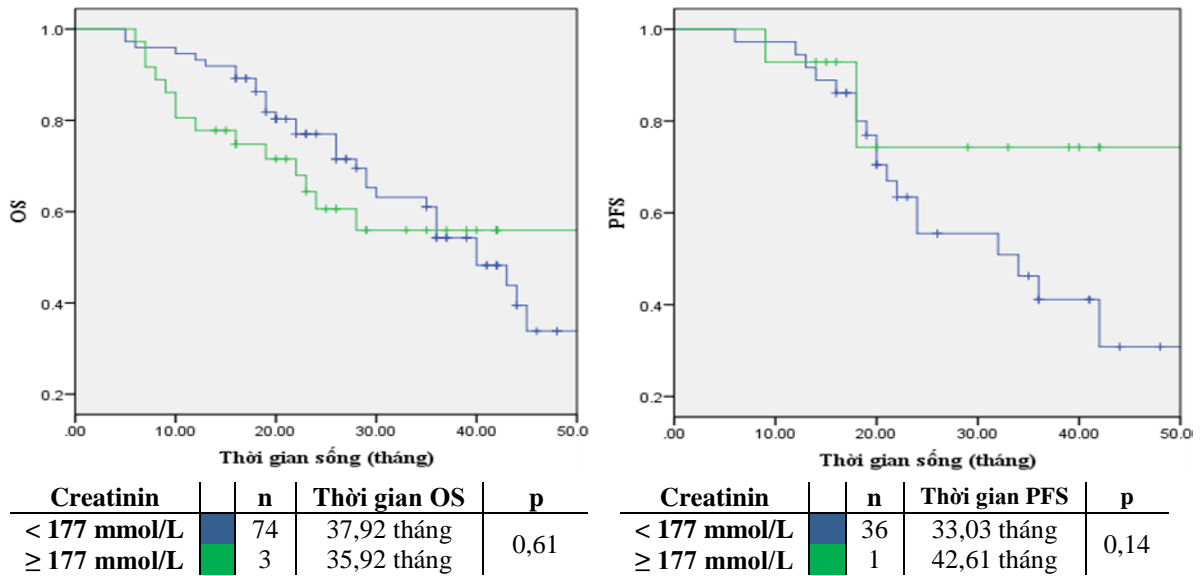 1.0
0.8
0.6
0.4
0.2
OS
.00 10.00 20.00 30.00 40.00 50.0
Thời gian sống (tháng)
1.0
0.8
0.6
0.4
0.2
PFS
.00 10.00 20.00 30.00 40.00 50.0
Thời gian sống (tháng)
Creatinin n Thời gian OS p
< 177 mmol/L 74 37,92 tháng
≥ 177 mmol/L 3 35,92 tháng
0,61
Creatinin n Thời gian PFS p
< 177 mmol/L 36 33,03 tháng
≥ 177 mmol/L 1 42,61 tháng
0,14